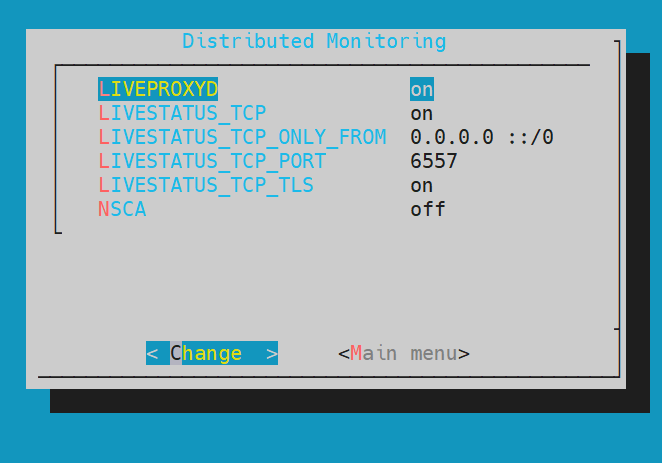 Distributed Monitoring
LIVEPROXYD on
LIVESTATUS_TCP on
LIVESTATUS_TCP_ONLY_FROM 0.0.0.0 ::/0
LIVESTATUS_TCP_PORT 6557
LIVESTATUS_TCP_TLS on
NSCA off
< Change > <Main menu>